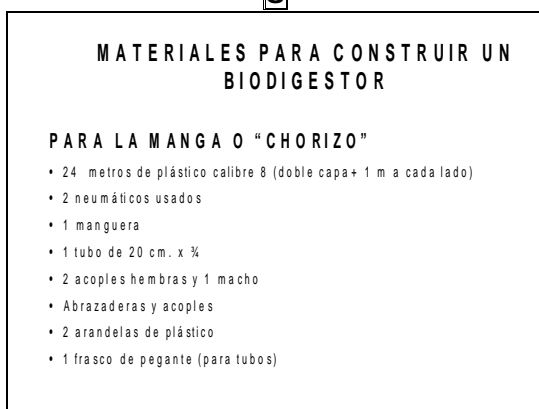 MATERIALES PARA CONSTRUIR UN
BIODIGESTOR
PARA LA MANGA O “CHORIZO”
• 24 metros de plástico calibre 8 (doble capa+ 1 m a cada lado)
• 2 neumáticos usados
• 1 manguera
• 1 tubo de 20 cm. x ¾
• 2 acoples hembras y 1 macho
• Abrazaderas y acoples
• 2 arandelas de plástico
• 1 frasco de pegante (para tubos)